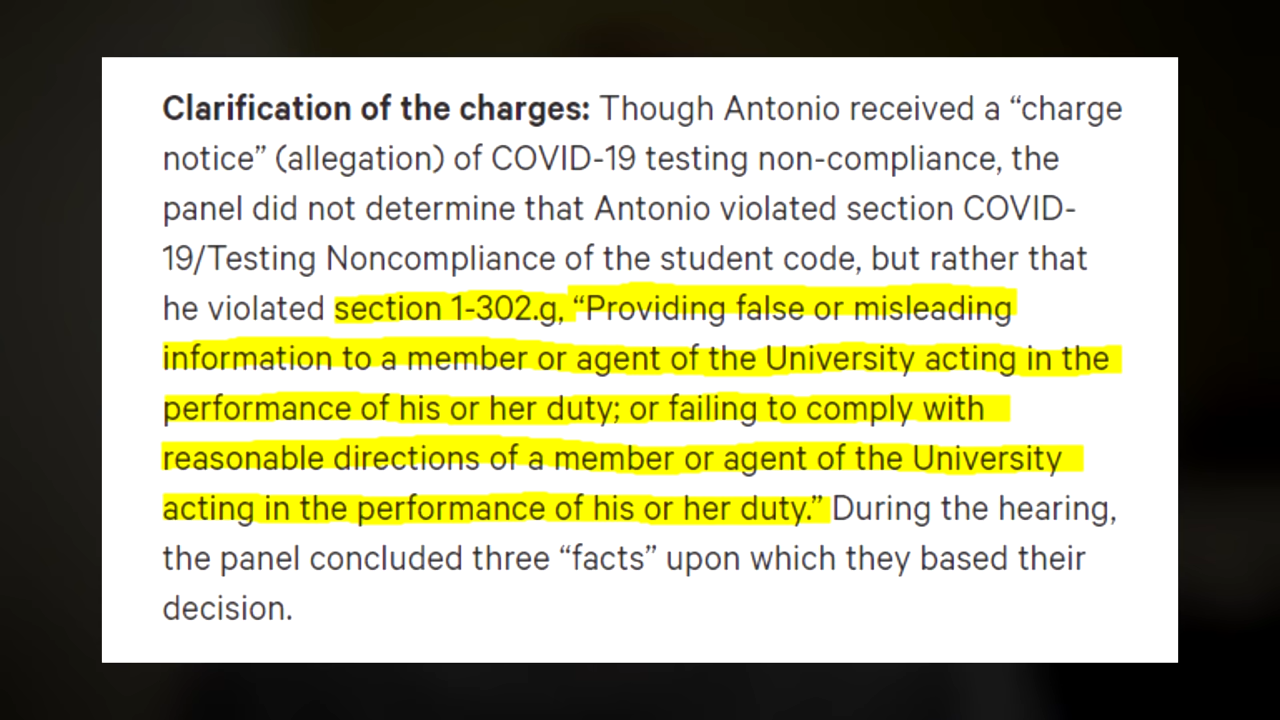 Clarification of the charges: Though Antonio received a “charge
notice” (allegation) of COVID-19 testing non-compliance, the
panel did not determine that Antonio violated section COVID-
19/Testing Noncompliance of the student code, but rather that
he violated section 1-302.g, “Providing false or misleading
information to a member or agent of the University acting in the
performance of his or her duty; or failing to comply with
reasonable directions of a member or agent of the University
acting in the performance of his or her duty.” During the hearing,
the panel concluded three “facts” upon which they based their
decision.